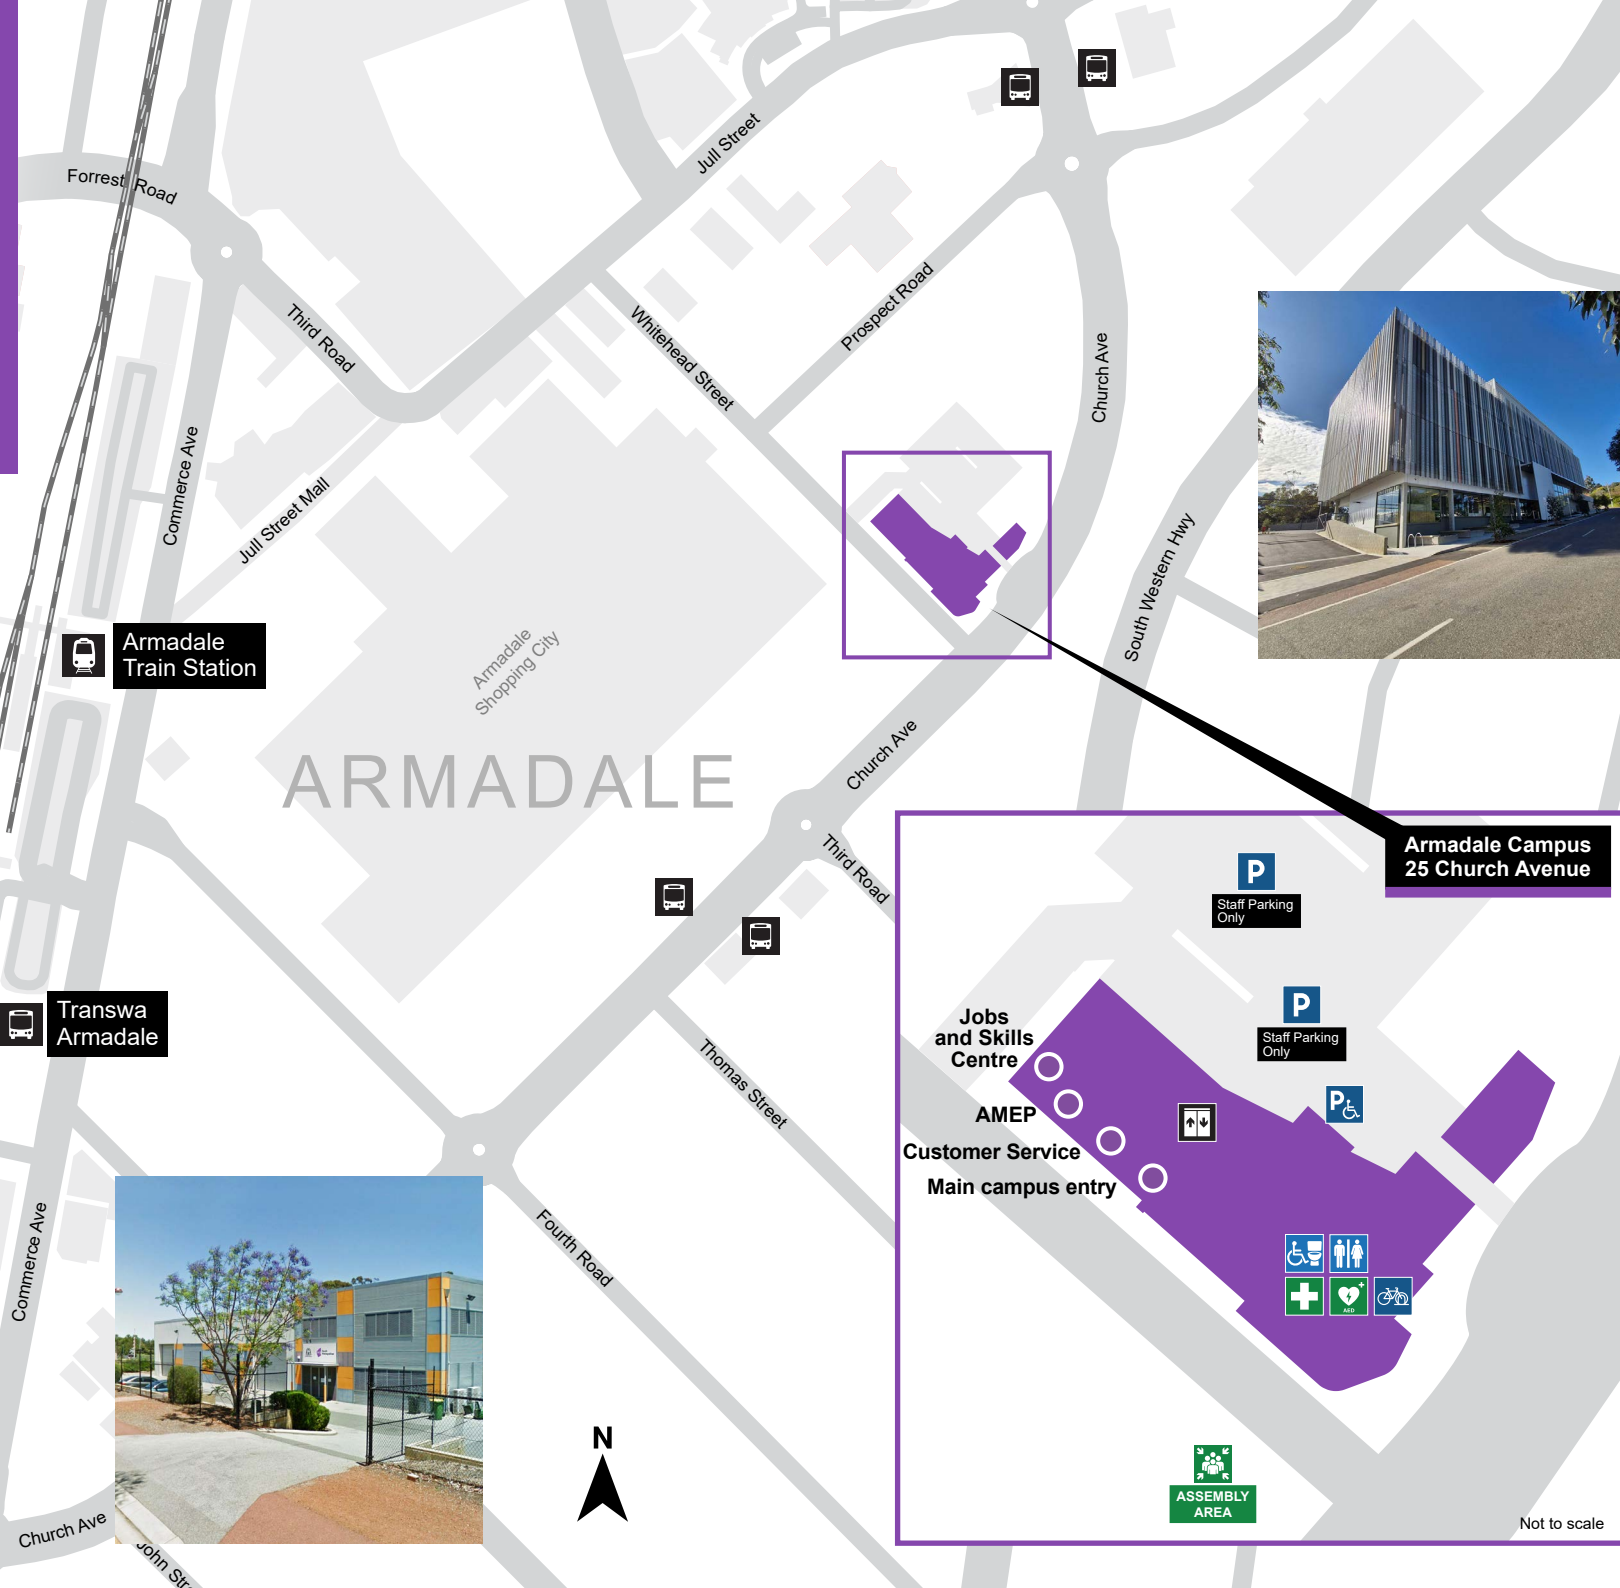 Forrest Road
Jull Street
Third Road
Whitehead Street
Prospect Road
Church Ave
Commerce Ave
Jull Street Mall
South Western Hwy
Armadale
Train Station
Armadale
Shopping City
ARMADALE
Church Ave
Third Road
Armadale Campus
25 Church Avenue
P
Staff Parking
Only
Transwa
Armadale
P
Staff Parking
Only
Jobs
and Skills
Centre
P
AMEP
Customer Service
Main campus entry
Thomas Street
Fourth Road
Commerce Ave
AED
N
ASSEMBLY
AREA
Church Ave
Not to scale